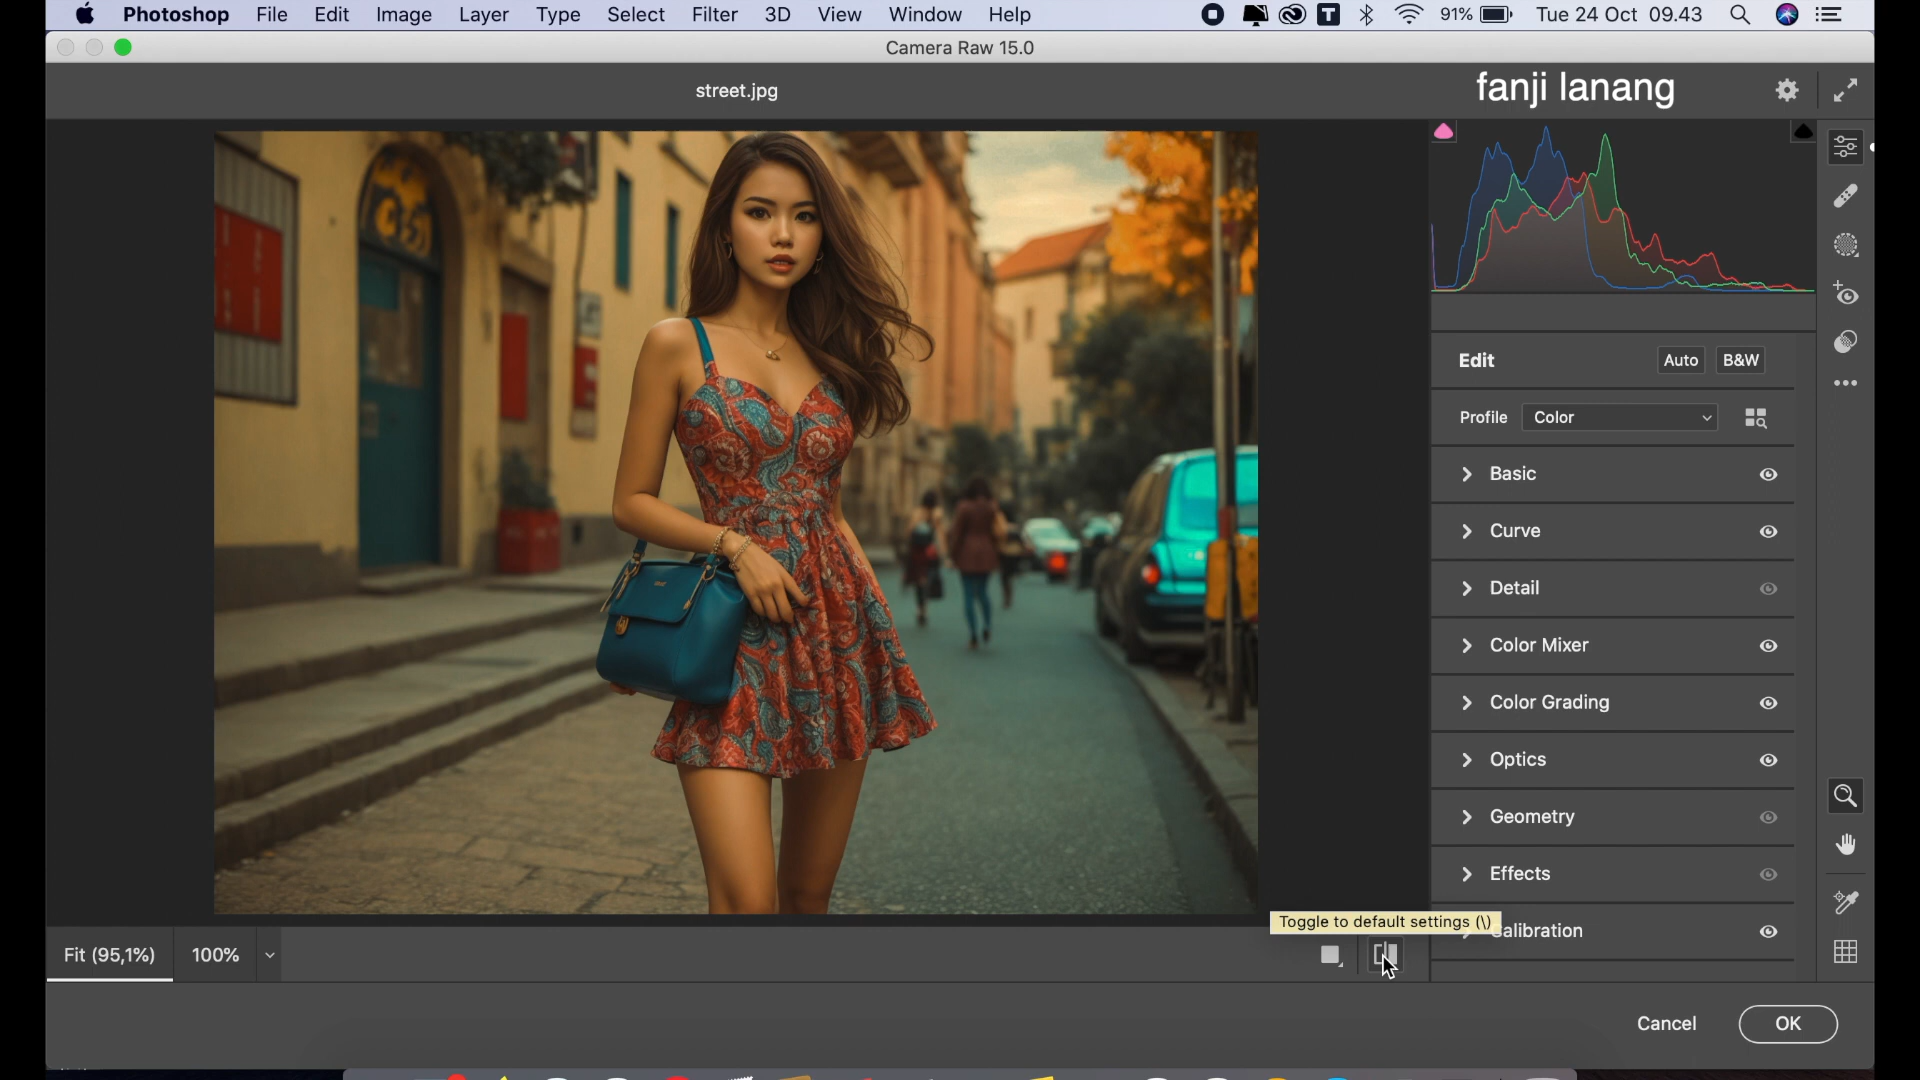 Photoshop File Edit Image Layer Type Select Filter 3D View Window Help T 91% Tue 24 Oct 09.43
Camera Raw 15.0
street.jpg
fanji lanang
Edit Auto B&W
Profile Color
Basic
Curve
Detail
Color Mixer
Color Grading
Optics
Geometry
Effects
Toggle to default settings (\)
alibration
Fit (95,1%) 100%
Cancel OK